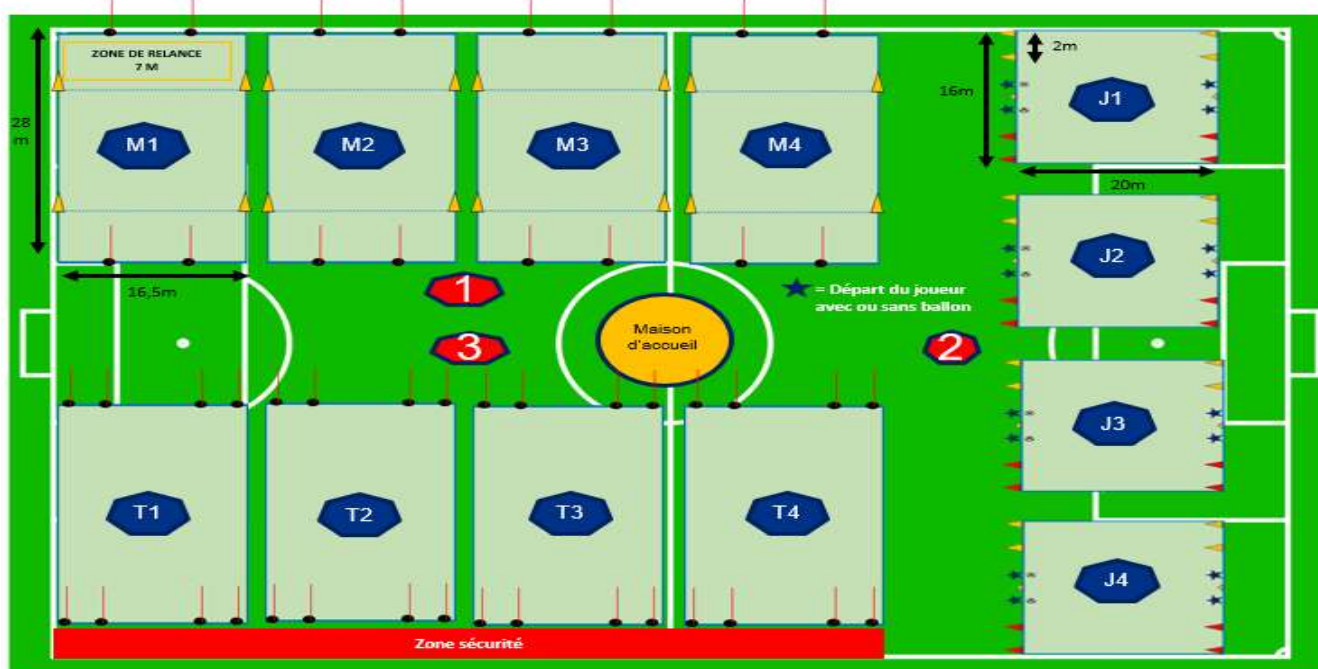 ZONE DE RELANCE
7 M
2m
28
m
16m
M1
M2
M3
M4
J1
20m
J2
16,5m
1
= Départ du joueur
avec ou sans ballon
Maison
d'accueil
3
2
J3
T1
T2
T3
T4
J4
Zone sécurité